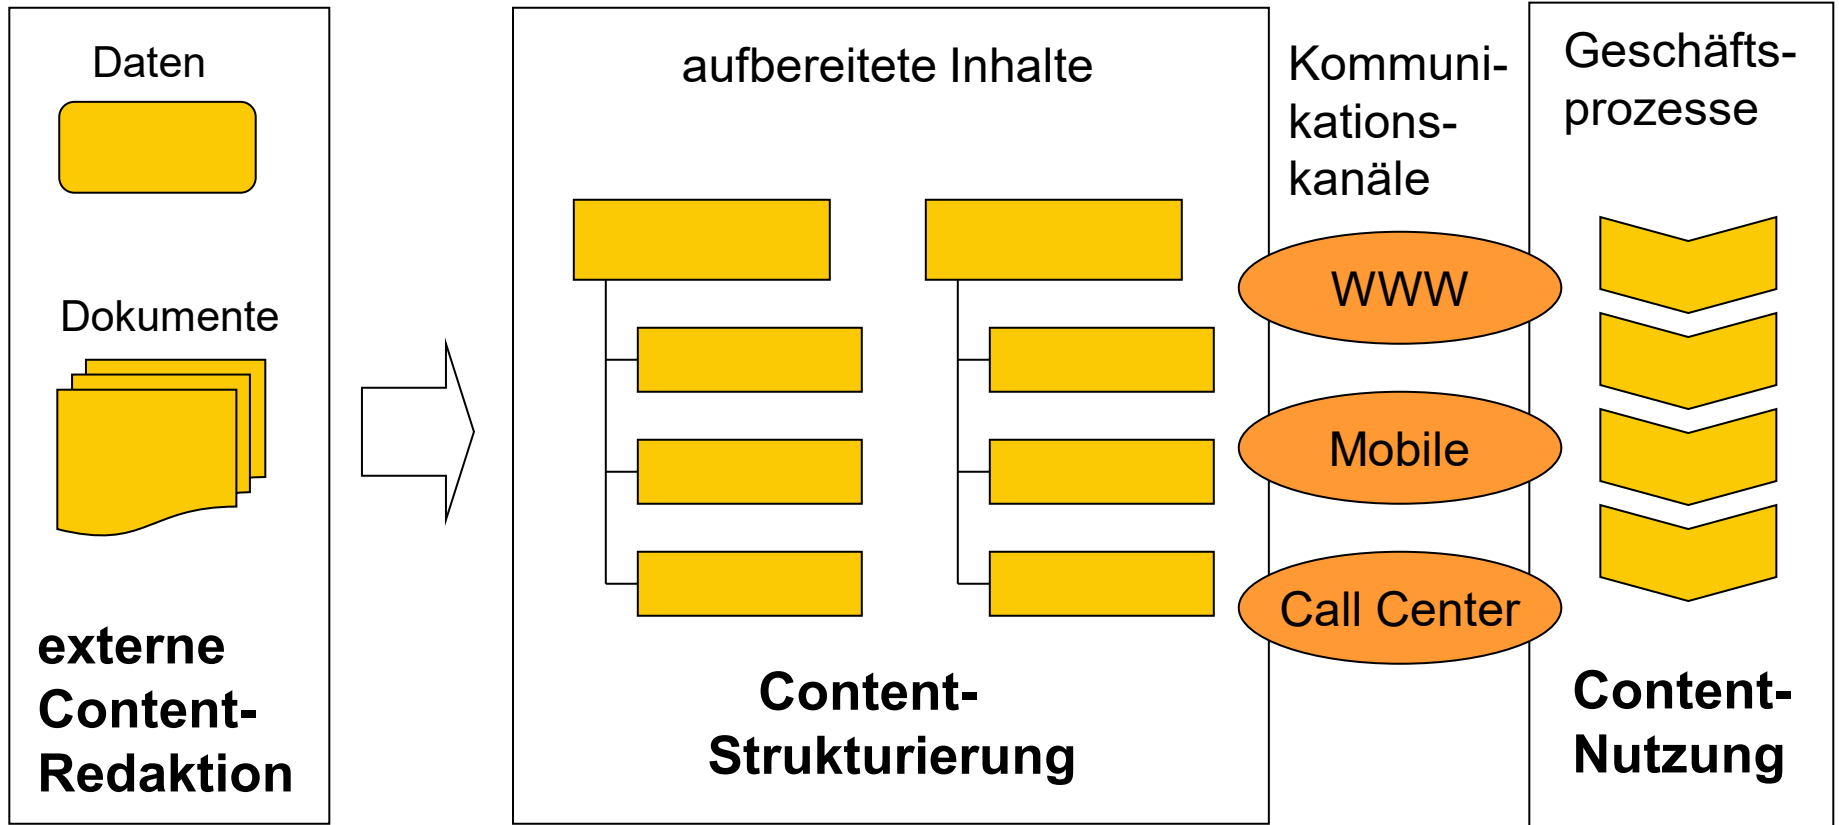 Daten
Dokumente
externe
Content-
Redaktion
aufbereitete Inhalte
Content-
Strukturierung
Kommuni-
kations-
kanäle
WWW
Mobile
Call Center
Geschäfts-
prozesse
Content-
Nutzung